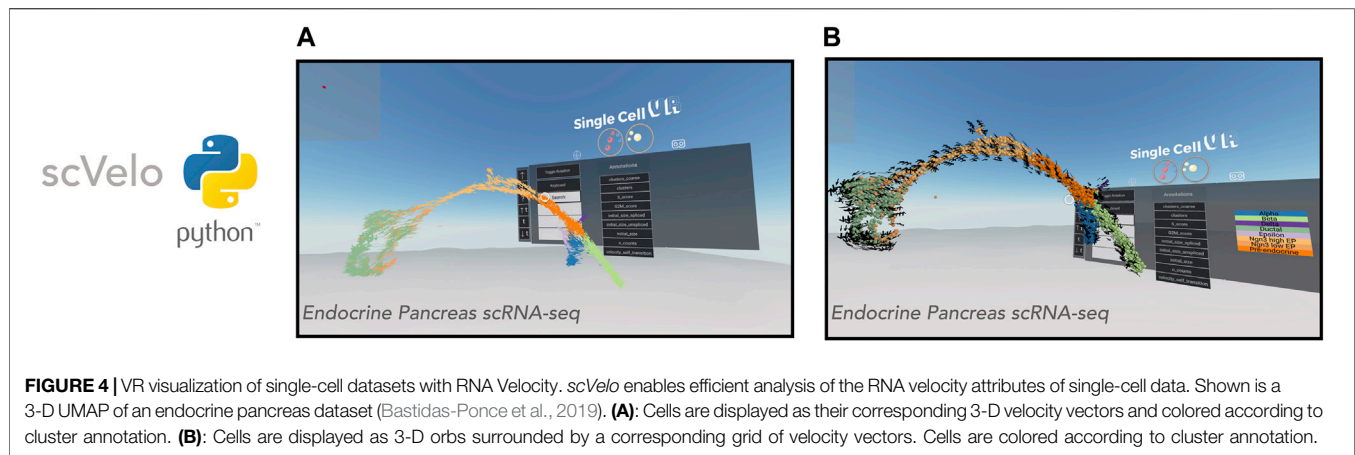 A
B
scVelo
python™
Single Cell VR
Annotations
Toggle Rotation
clusters_coarse
clusters
S_score
G2M_score
initial_size_spliced
initial_size_unspliced
initial_size
n_counts
velocity_self_transition
Endocrine Pancreas scRNA-seq
Single Cell VR
Annotations
clusters_coarse
clusters
S_score
G2M_score
initial_size_spliced
initial_size_unspliced
initial_size
n_counts
velocity_self_transition
Alpha
Beta
Delta
Ductal
Epsilon
Ngn3 high EP
Ngn3 low EP
Pre-endocrine
Endocrine Pancreas scRNA-seq
FIGURE 4 | VR visualization of single-cell datasets with RNA Velocity. scVelo enables efficient analysis of the RNA velocity attributes of single-cell data. Shown is a
3-D UMAP of an endocrine pancreas dataset (Bastidas-Ponce et al., 2019). (A): Cells are displayed as their corresponding 3-D velocity vectors and colored according to
cluster annotation. (B): Cells are displayed as 3-D orbs surrounded by a corresponding grid of velocity vectors. Cells are colored according to cluster annotation.